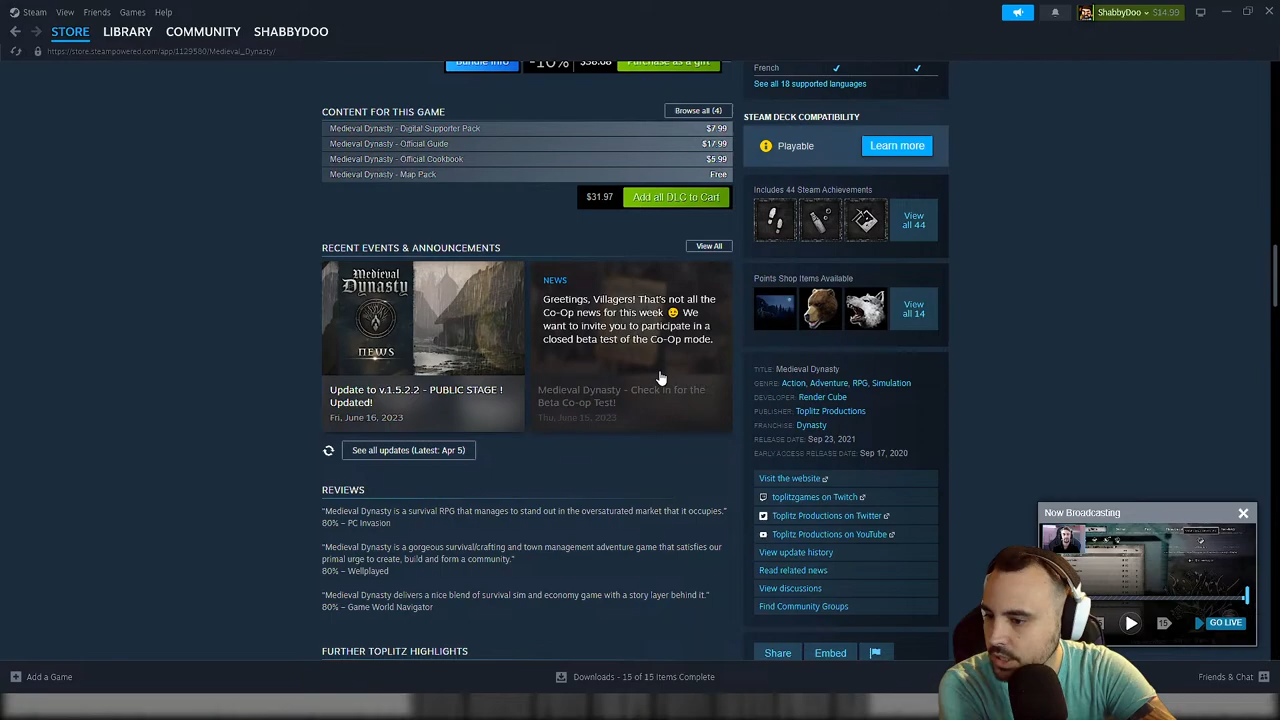 Steam View Friends Games Help
ShabbyDoo $14.99
STORE LIBRARY COMMUNITY SHABBYDOO
https://store.steampowered.com/app/1129580/Medieval_Dynasty/
Bundle info -10% $38.68 Purchase as a gift
CONTENT FOR THIS GAME Browse all (4)
Medieval Dynasty - Digital Supporter Pack $7.99
Medieval Dynasty - Official Guide $17.99
Medieval Dynasty - Official Cookbook $5.99
Medieval Dynasty - Map Pack Free
$31.97 Add all DLC to Cart
RECENT EVENTS & ANNOUNCEMENTS View All
Medieval
Dynasty
NEWS
Update to v.1.5.2.2 - PUBLIC STAGE !
Updated!
Fri, June 16, 2023
NEWS
Greetings, Villagers! That's not all the
Co-Op news for this week 😉 We
want to invite you to participate in a
closed beta test of the Co-Op mode.
Medieval Dynasty - Check in for the
Beta Co-op Test!
Thu, June 15, 2023
See all updates (Latest: Apr 5)
REVIEWS
"Medieval Dynasty is a survival RPG that manages to stand out in the oversaturated market that it occupies."
80% – PC Invasion
"Medieval Dynasty is a gorgeous survival/crafting and town management adventure game that satisfies our
primal urge to create, build and form a community."
80% – Wellplayed
"Medieval Dynasty delivers a nice blend of survival sim and economy game with a story layer behind it."
80% – Game World Navigator
FURTHER TOPLITZ HIGHLIGHTS
French
See all 18 supported languages
STEAM DECK COMPATIBILITY
Playable Learn more
Includes 44 Steam Achievements
View
all 44
Points Shop Items Available
View
all 14
TITLE: Medieval Dynasty
GENRE: Action, Adventure, RPG, Simulation
DEVELOPER: Render Cube
PUBLISHER: Toplitz Productions
FRANCHISE: Dynasty
RELEASE DATE: Sep 23, 2021
EARLY ACCESS RELEASE DATE: Sep 17, 2020
Visit the website
toplitzgames on Twitch
Toplitz Productions on Twitter
Toplitz Productions on YouTube
View update history
Read related news
View discussions
Find Community Groups
Share Embed
Now Broadcasting
15 GO LIVE
Add a Game Downloads - 15 of 15 Items Complete Friends & Chat